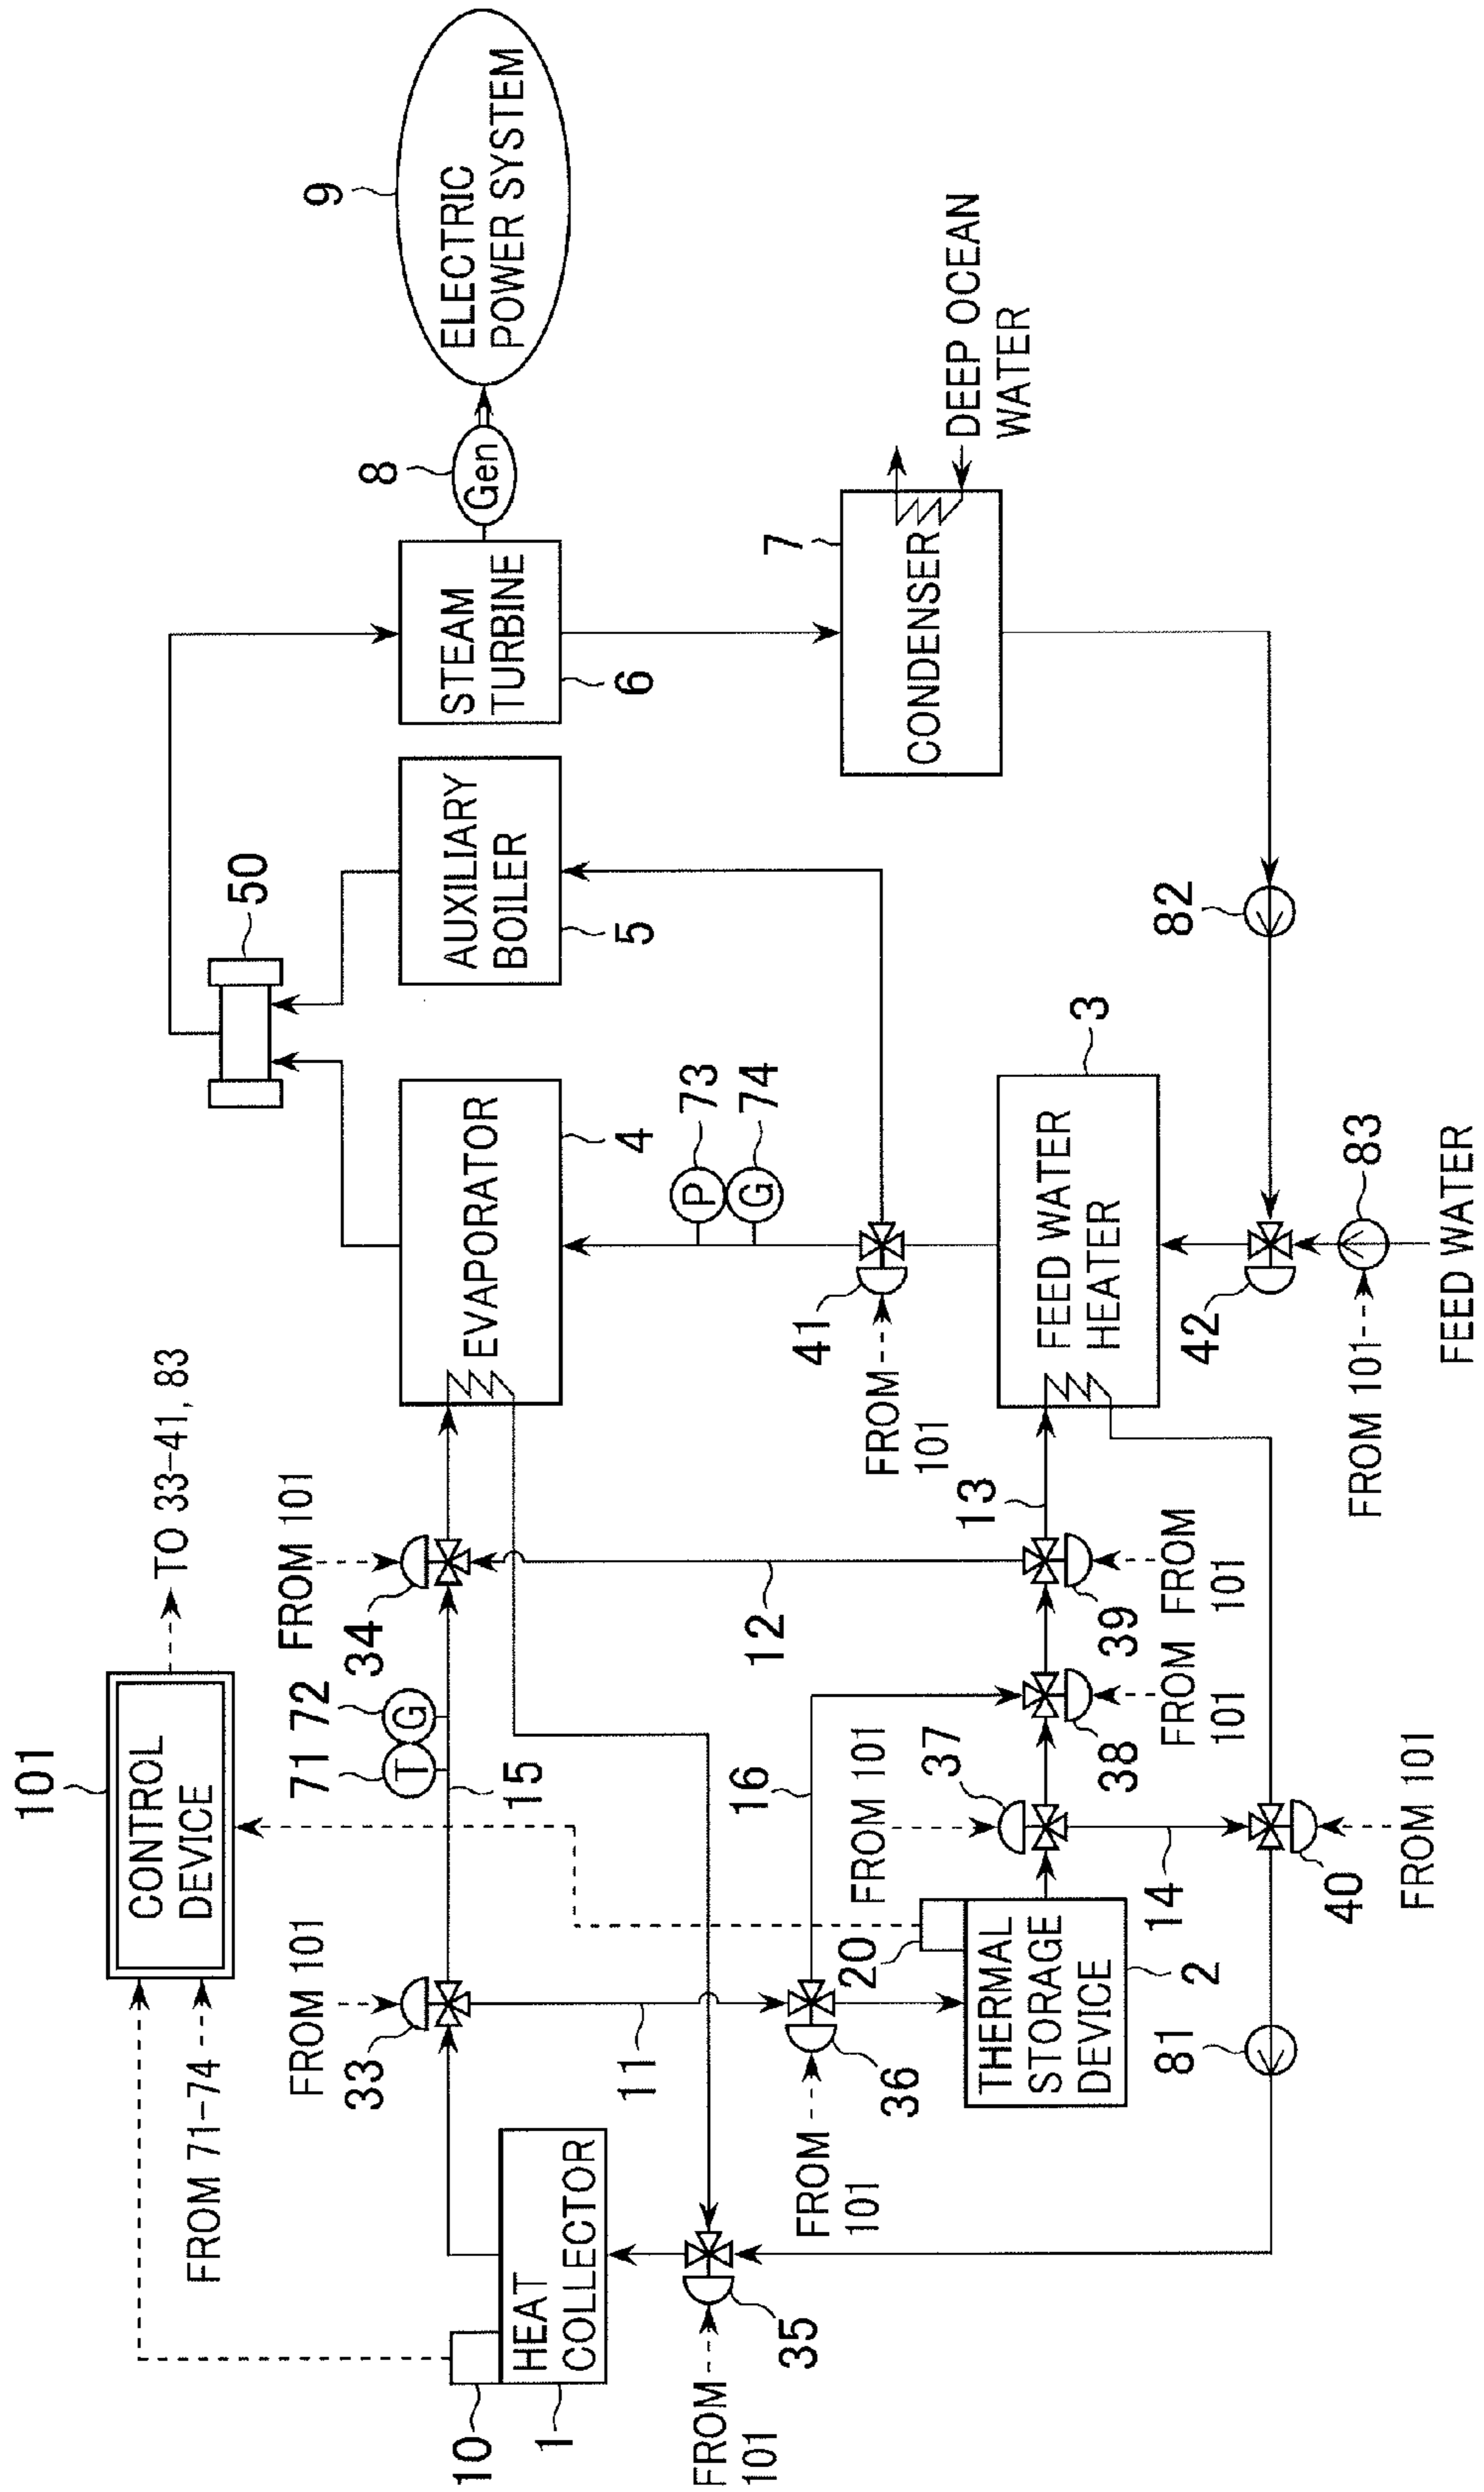 101
CONTROL
DEVICE
TO 33-41, 83
FROM 71-74
FROM 101
33
71
T
72
G
34
FROM 101
15
10
1
HEAT
COLLECTOR
EVAPORATOR
4
50
AUXILIARY
BOILER
5
STEAM
TURBINE
6
8
Gen
9
ELECTRIC
POWER SYSTEM
FROM
101
35
11
16
12
P
73
G
74
FROM
101
36
FROM 101
37
20
THERMAL
STORAGE
DEVICE
2
14
38
FROM
101
39
FROM
101
13
41
FROM
101
FEED WATER
HEATER
3
7
CONDENSER
DEEP OCEAN
WATER
81
40
FROM 101
42
82
83
FROM 101
FEED WATER